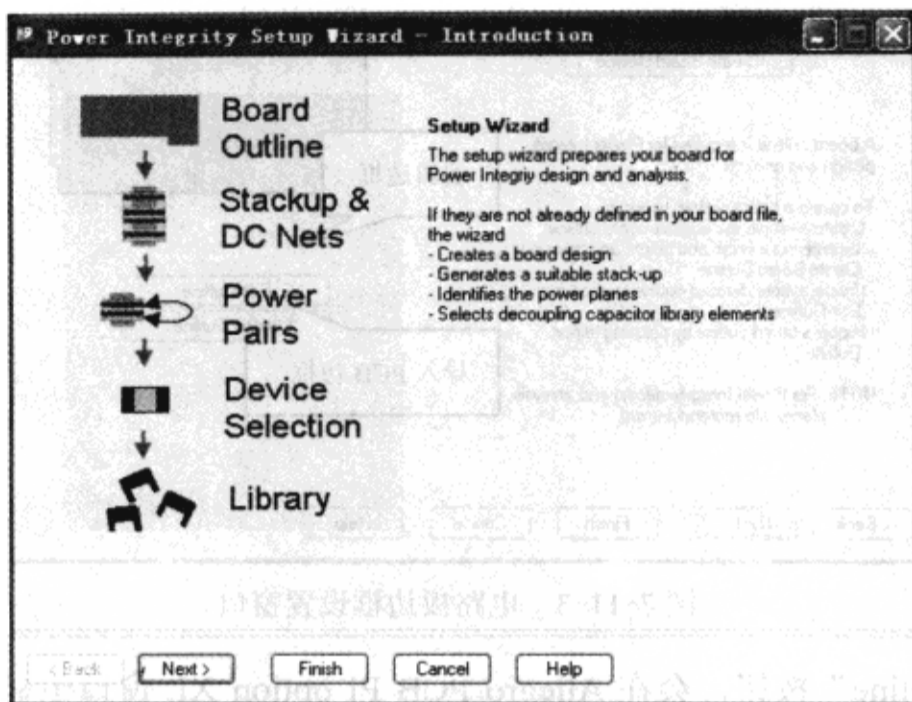 Power Integrity Setup Wizard - Introduction
Board
Outline
Stackup &
DC Nets
Power
Pairs
Device
Selection
Library
Setup Wizard
The setup wizard prepares your board for
Power Integriy design and analysis.
If they are not already defined in your board file,
the wizard
- Creates a board design
- Generates a suitable stack-up
- Identifies the power planes
- Selects decoupling capacitor library elements
< Back
Next >
Finish
Cancel
Help